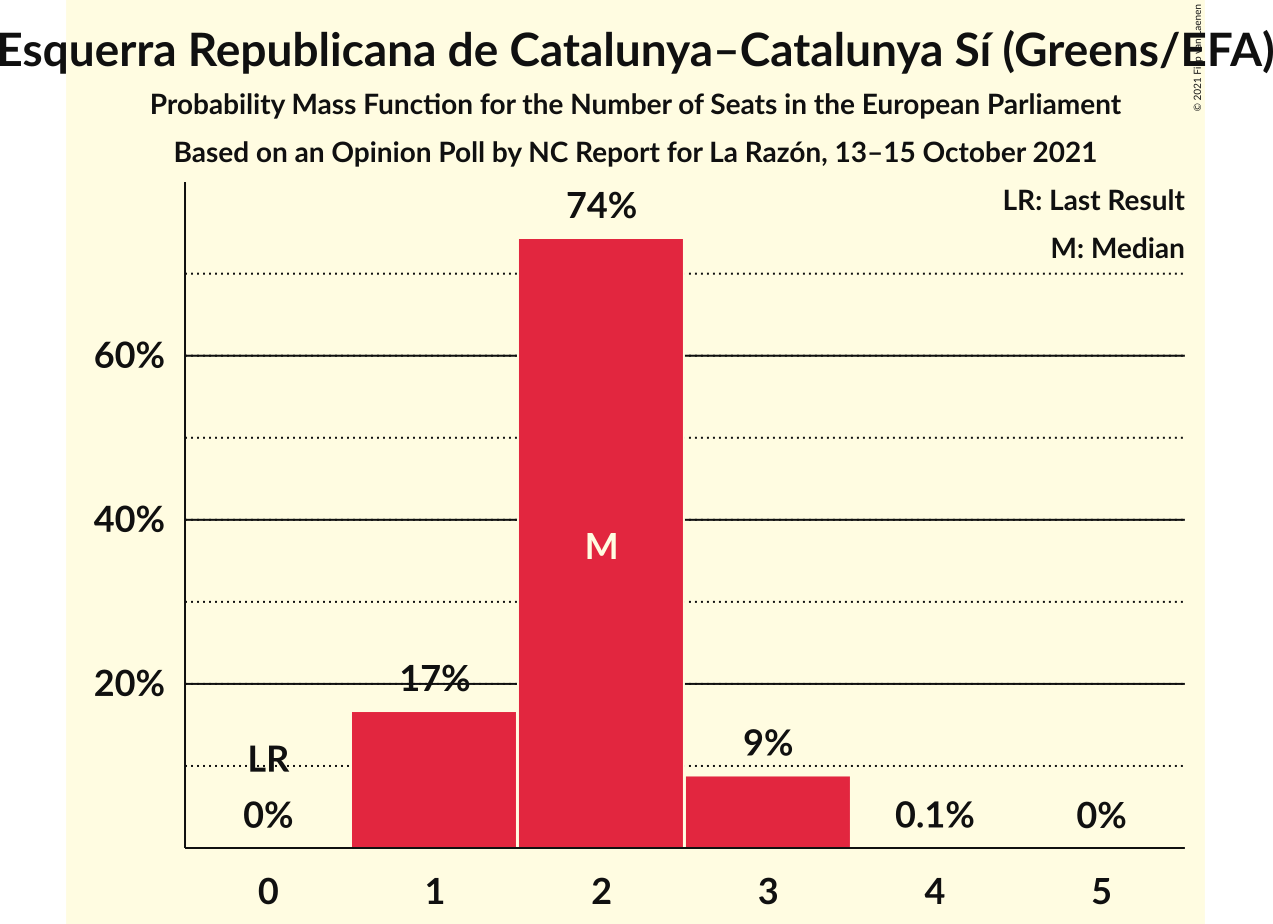 Esquerra Republicana de Catalunya–Catalunya Sí (Greens/EFA)
Probability Mass Function for the Number of Seats in the European Parliament
Based on an Opinion Poll by NC Report for La Razón, 13–15 October 2021
LR: Last Result
M: Median
74%
60%
40%
M
20%
17%
LR
9%
0%
0.1%
0%
0 1 2 3 4 5
© 2021